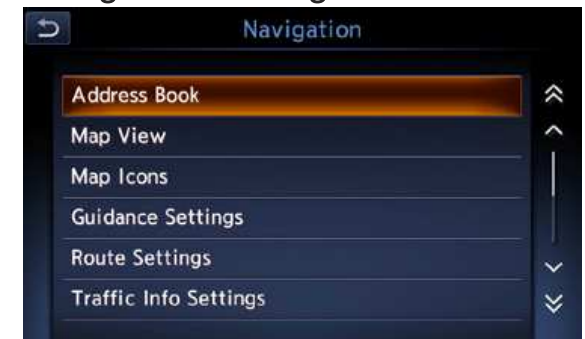 Navigation
Address Book
Map View
Map Icons
Guidance Settings
Route Settings
Traffic Info Settings